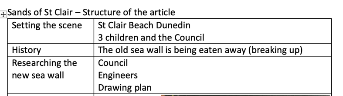 Sands of St Clair – Structure of the article
Setting the scene
St Clair Beach Dunedin
3 children and the Council
History
The old sea wall is being eaten away (breaking up)
Researching the
new sea wall
Council
Engineers
Drawing plan